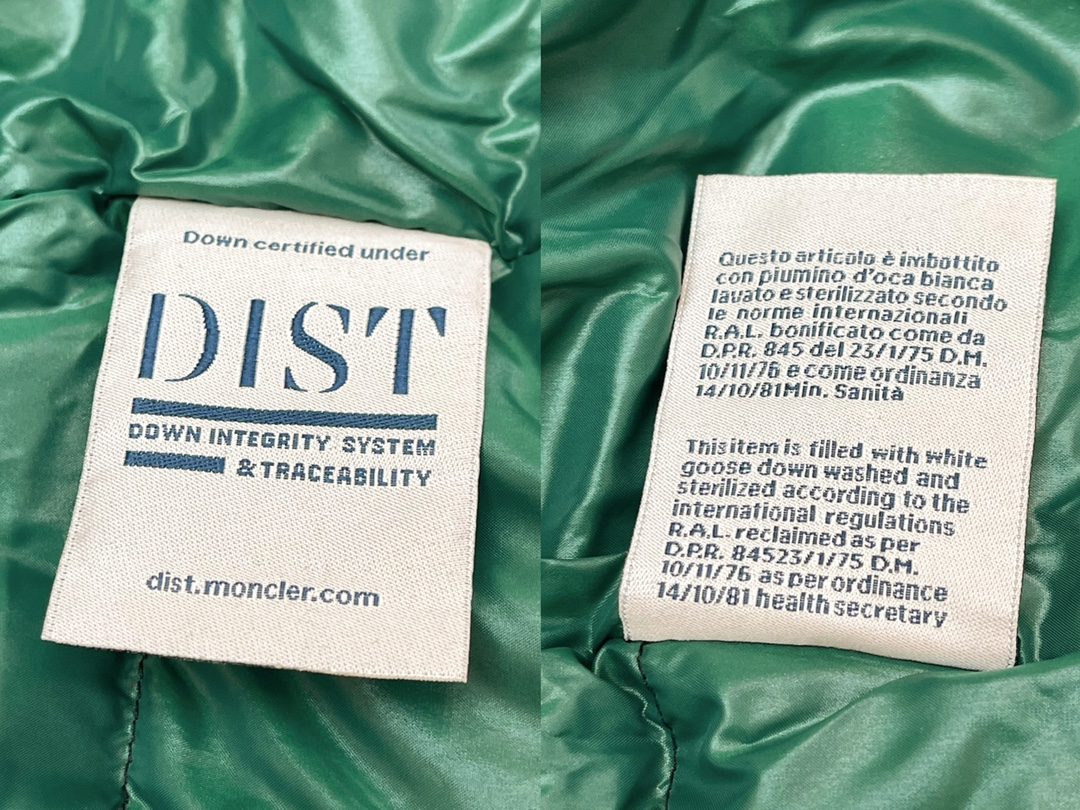 Down certified under
DIST
DOWN INTEGRITY SYSTEM
& TRACEABILITY
dist.moncler.com
Questo articolo è imbottito
con piumino d'oca bianca
lavato e sterilizzato secondo
le norme internazionali
R.A.L. bonificato come da
D.P.R. 845 del 23/1/75 D.M.
10/11/76 e come ordinanza
14/10/81Min. Sanità
This item is filled with white
goose down washed and
sterilized according to the
international regulations
R.A.L. reclaimed as per
D.P.R. 84523/1/75 D.M.
10/11/76 as per ordinance
14/10/81 health secretary